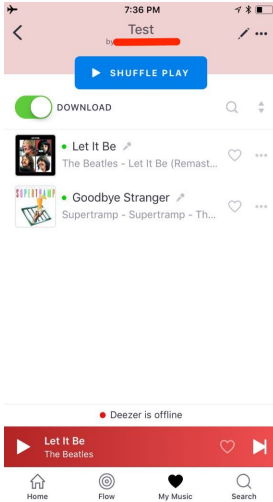 7:36 PM
Test
by
SHUFFLE PLAY
DOWNLOAD
Let It Be
The Beatles - Let It Be (Remast...
SUPERTRAMP
Goodbye Stranger
Supertramp - Supertramp - Th...
Deezer is offline
Let It Be
The Beatles
Home Flow My Music Search